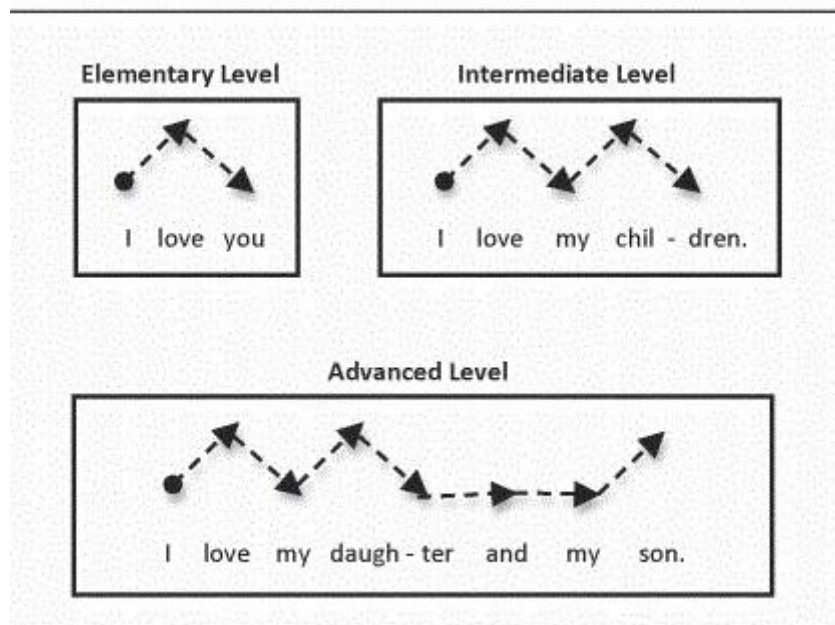 Elementary Level
I love you
Intermediate Level
I love my chil - dren.
Advanced Level
I love my daugh - ter and my son.